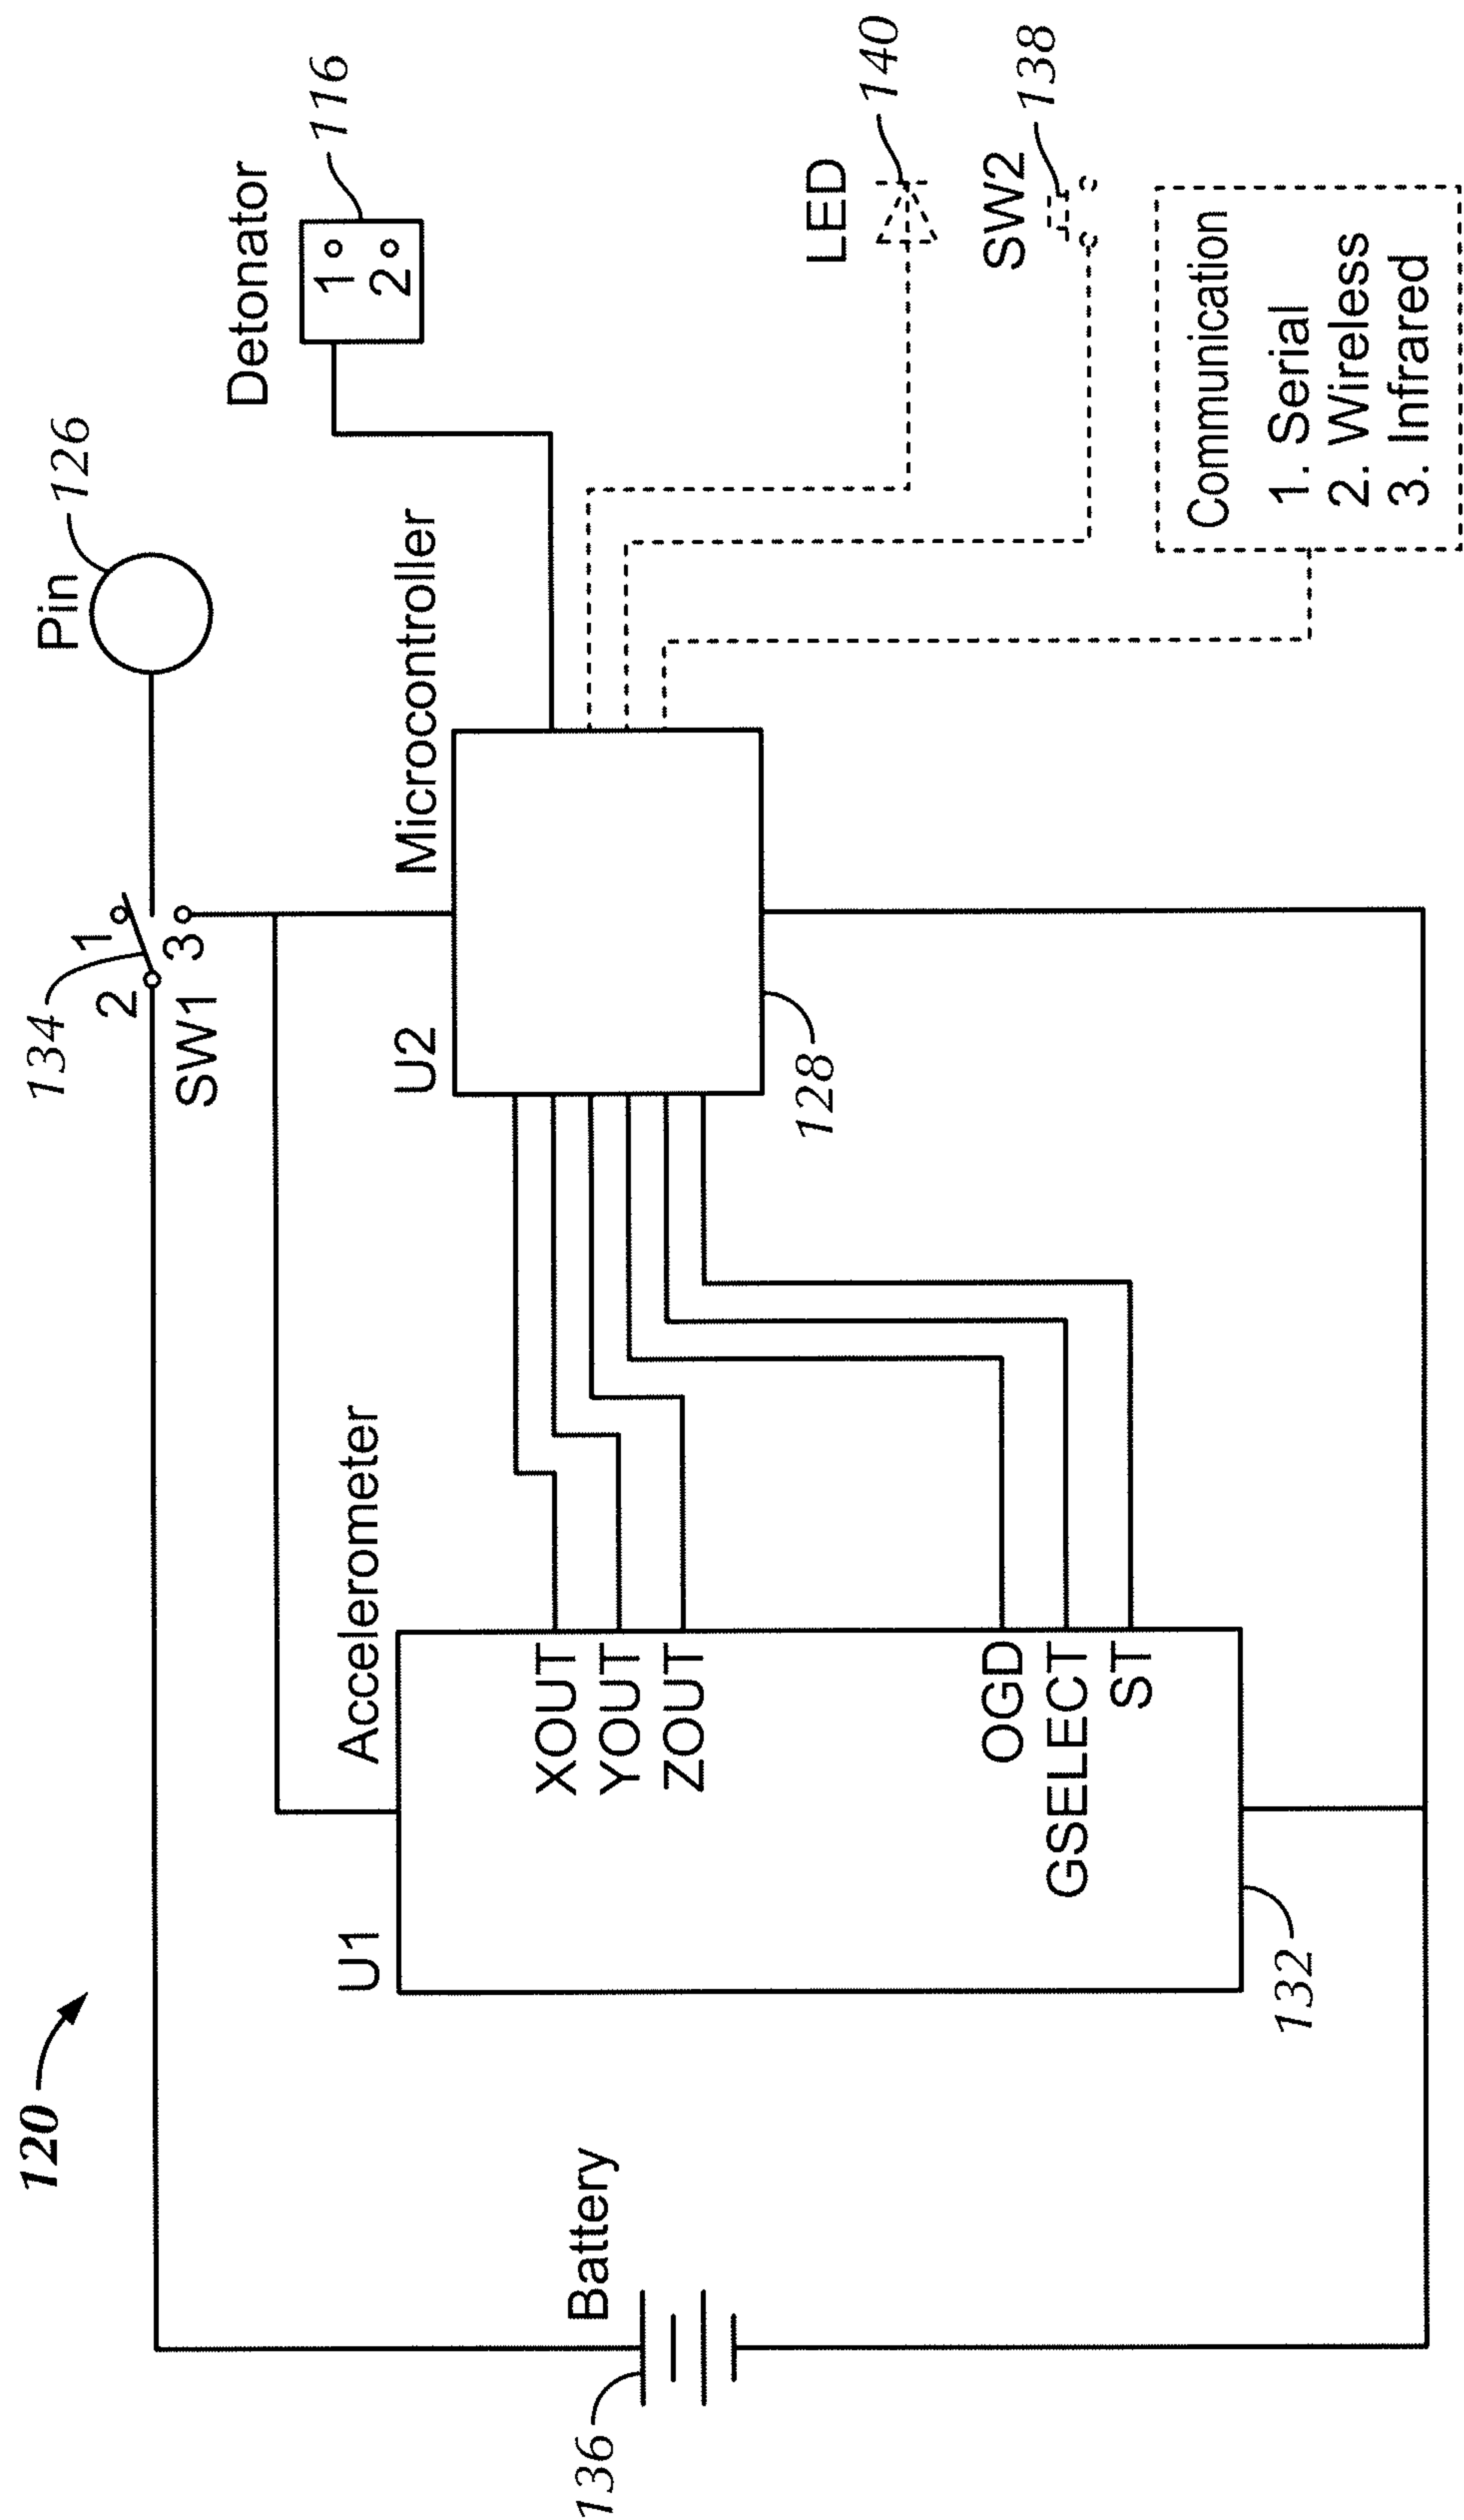 120
134
2
1
3
SW1
Pin
126
Detonator
116
1
2
Battery
136
U1
Accelerometer
XOUT
YOUT
ZOUT
OGD
GSELECT
ST
132
U2
Microcontroller
128
LED
140
SW2
138
Communication
1. Serial
2. Wireless
3. Infrared